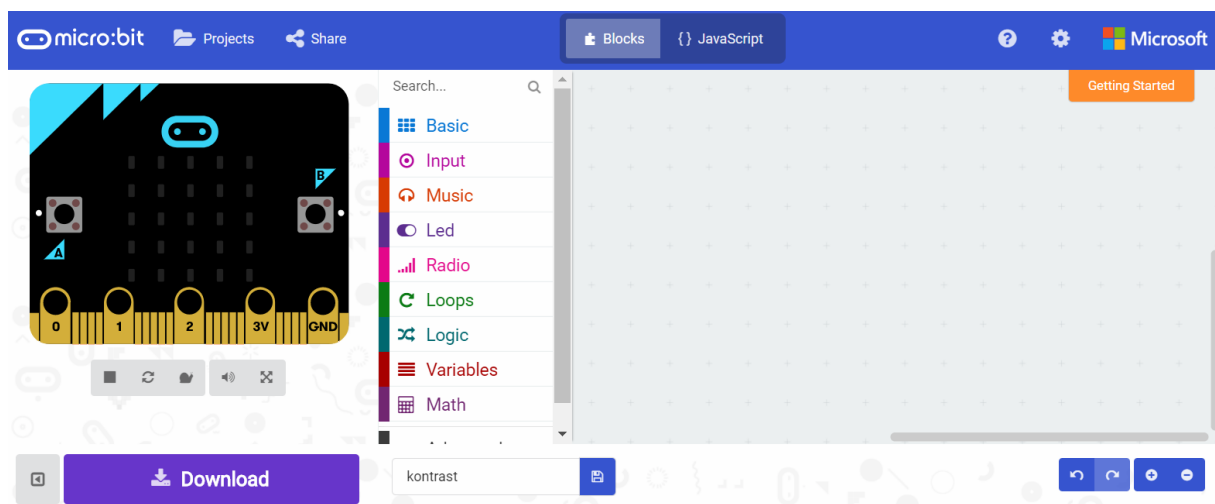 micro:bit Projects Share Blocks {} JavaScript Microsoft
Search...
Getting Started
Basic
Input
Music
Led
Radio
Loops
Logic
Variables
Math
B
A
0 1 2 3V GND
Download
kontrast